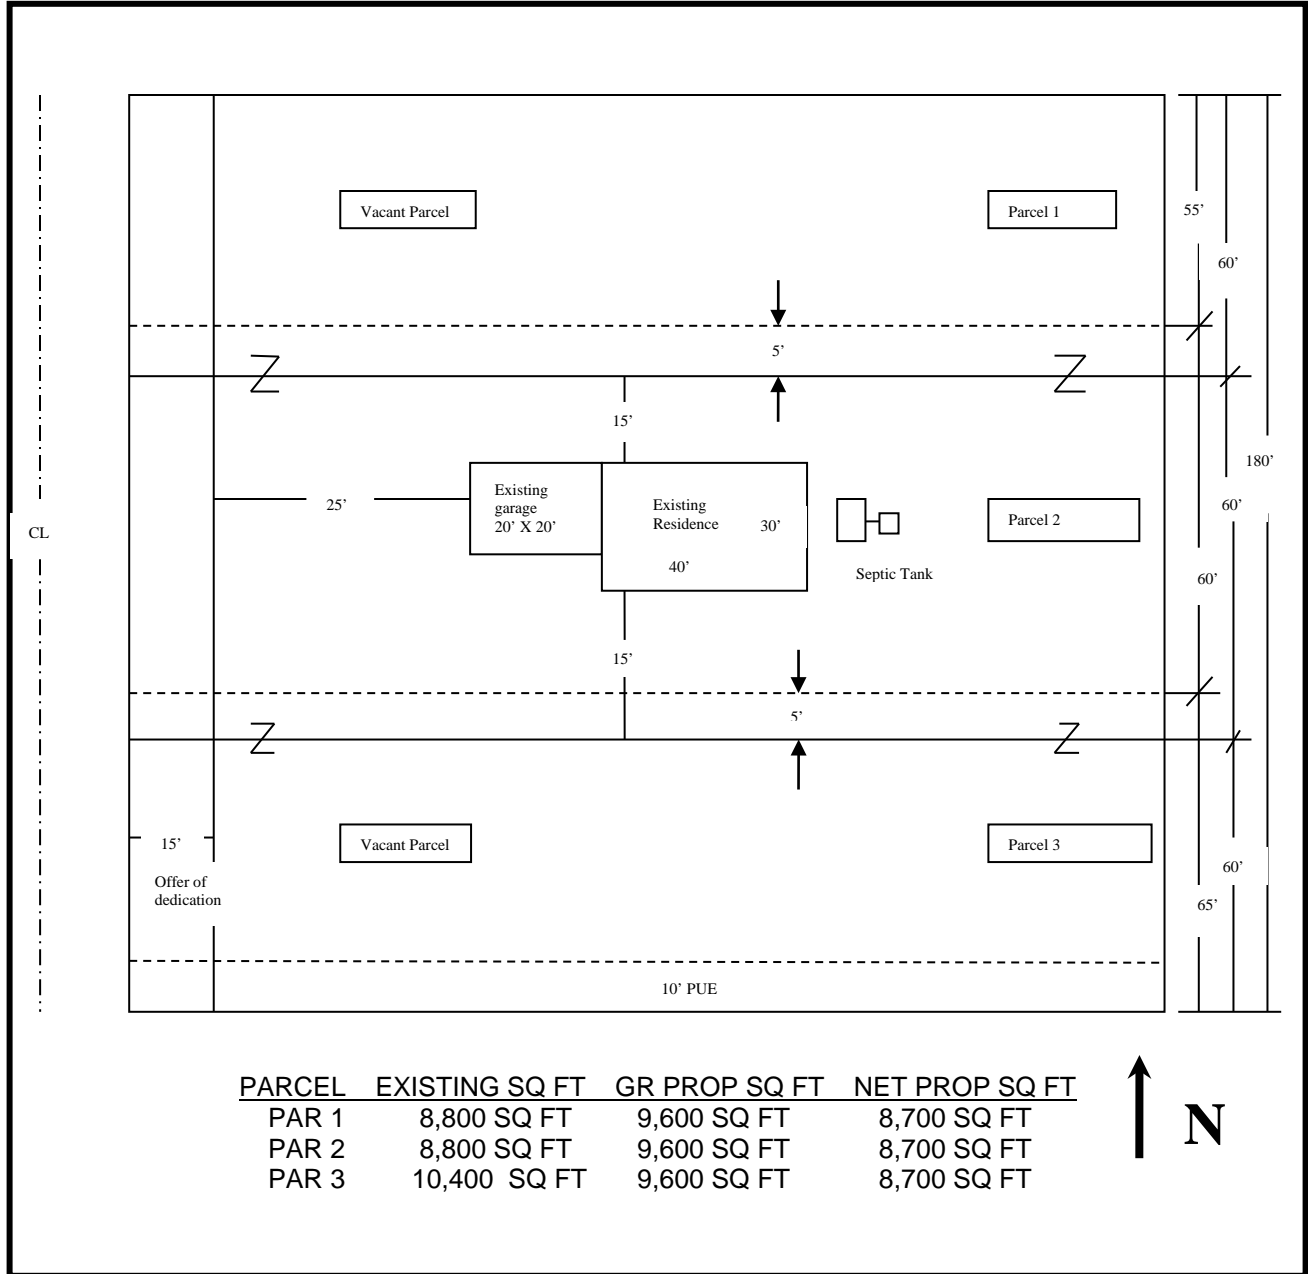 Vacant Parcel
Parcel 1
55’
60’
5’
15’
180’
Existing
garage
20’ X 20’
Existing
Residence
30’
40’
25’
Parcel 2
60’
CL
Septic Tank
60’
15’
5’
15’
Vacant Parcel
Parcel 3
60’
Offer of
dedication
65’
10’ PUE
PARCEL EXISTING SQ FT GR PROP SQ FT NET PROP SQ FT
PAR 1 8,800 SQ FT 9,600 SQ FT 8,700 SQ FT
PAR 2 8,800 SQ FT 9,600 SQ FT 8,700 SQ FT
PAR 3 10,400 SQ FT 9,600 SQ FT 8,700 SQ FT
N